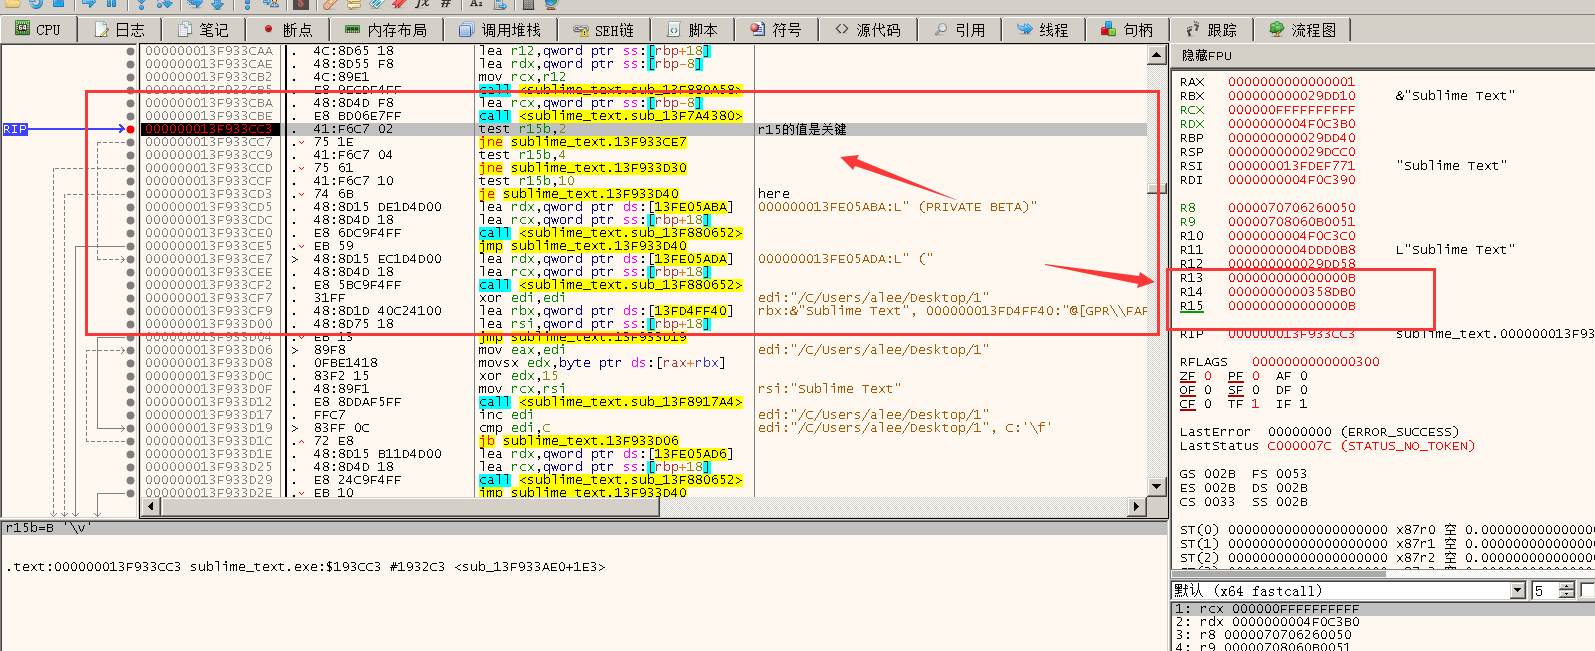 CPU 日志 笔记 断点 内存布局 调用堆栈 SEH链 脚本 符号 源代码 引用 线程 句柄 跟踪 流程图
000000013F933CAA . 4C:8D65 18 lea r12,qword ptr ss:[rbp+18]
000000013F933CAE . 48:8D55 F8 lea rdx,qword ptr ss:[rbp-8]
000000013F933CB2 . 4C:89E1 mov rcx,r12
000000013F933CB5 . E8 9ECDF4FF call <sublime_text.sub_13F880A58>
000000013F933CBA . 48:8D4D F8 lea rcx,qword ptr ss:[rbp-8]
000000013F933CBE . E8 BD06E7FF call <sublime_text.sub_13F7A4380>
RIP 000000013F933CC3 . 41:F6C7 02 test r15b,2 r15的值是关键
000000013F933CC7 . 75 1E jne sublime_text.13F933CE7
000000013F933CC9 . 41:F6C7 04 test r15b,4
000000013F933CCD . 75 61 jne sublime_text.13F933D30
000000013F933CCF . 41:F6C7 10 test r15b,10
000000013F933CD3 . 74 6B je sublime_text.13F933D40 here
000000013F933CD5 . 48:8D15 DE1D4D00 lea rdx,qword ptr ds:[13FE05ABA] 000000013FE05ABA:L" (PRIVATE BETA)"
000000013F933CDC . 48:8D4D 18 lea rcx,qword ptr ss:[rbp+18]
000000013F933CE0 . E8 6DC9F4FF call <sublime_text.sub_13F880652>
000000013F933CE5 . EB 59 jmp sublime_text.13F933D40
000000013F933CE7 > 48:8D15 EC1D4D00 lea rdx,qword ptr ds:[13FE05ADA] 000000013FE05ADA:L" ("
000000013F933CEE . 48:8D4D 18 lea rcx,qword ptr ss:[rbp+18]
000000013F933CF2 . E8 5BC9F4FF call <sublime_text.sub_13F880652>
000000013F933CF7 . 31FF xor edi,edi edi:"/C/Users/alee/Desktop/1"
000000013F933CF9 . 48:8D1D 40C24100 lea rbx,qword ptr ds:[13FD4FF40] rbx:&"Sublime Text", 000000013FD4FF40:"@[GPR\\FAR
000000013F933D00 . 48:8D75 18 lea rsi,qword ptr ss:[rbp+18]
000000013F933D04 . EB 13 jmp sublime_text.13F933D19
000000013F933D06 > 89F8 mov eax,edi edi:"/C/Users/alee/Desktop/1"
000000013F933D08 . 0FBE1418 movsx edx,byte ptr ds:[rax+rbx]
000000013F933D0C . 83F2 15 xor edx,15
000000013F933D0F . 48:89F1 mov rcx,rsi rsi:"Sublime Text"
000000013F933D12 . E8 8DDAF5FF call <sublime_text.sub_13F8917A4>
000000013F933D17 . FFC7 inc edi edi:"/C/Users/alee/Desktop/1"
000000013F933D19 > 83FF 0C cmp edi,C edi:"/C/Users/alee/Desktop/1", C:'\f'
000000013F933D1C . 72 E8 jb sublime_text.13F933D06
000000013F933D1E . 48:8D15 B11D4D00 lea rdx,qword ptr ds:[13FE05AD6]
000000013F933D25 . 48:8D4D 18 lea rcx,qword ptr ss:[rbp+18]
000000013F933D29 . E8 24C9F4FF call <sublime_text.sub_13F880652>
000000013F933D2E . EB 10 jmp sublime_text.13F933D40
r15b=B '\v'
.text:000000013F933CC3 sublime_text.exe:$193CC3 #1932C3 <sub_13F933AE0+1E3>
隐藏FPU
RAX 0000000000000001
RBX 000000000029DD10 &"Sublime Text"
RCX 000000FFFFFFFFFF
RDX 0000000004F0C3B0
RBP 000000000029DD40
RSP 000000000029DCC0
RSI 000000013FDEF771 "Sublime Text"
RDI 0000000004F0C390
R8 0000070706260050
R9 0000070806 0B0051
R10 0000000004F0C3C0
R11 0000000004DDD0B8 L"Sublime Text"
R12 000000000029DD58
R13 000000000000000B
R14 0000000000358DB0
R15 000000000000000B
RIP 000000013F933CC3 sublime_text.000000013F93
RFLAGS 0000000000000300
ZF 0 PF 0 AF 0
OF 0 SF 0 DF 0
CF 0 TF 1 IF 1
LastError 00000000 (ERROR_SUCCESS)
LastStatus C000007C (STATUS_NO_TOKEN)
GS 002B FS 0053
ES 002B DS 002B
CS 0033 SS 002B
ST(0) 00000000000000000000 x87r0 空 0.000000000000
ST(1) 00000000000000000000 x87r1 空 0.000000000000
ST(2) 00000000000000000000 x87r2 空 0.000000000000
默认 (x64 fastcall) 5
1: rcx 000000FFFFFFFFFF
2: rdx 0000000004F0C3B0
3: r8 0000070706260050
4: r9 00000708060B0051